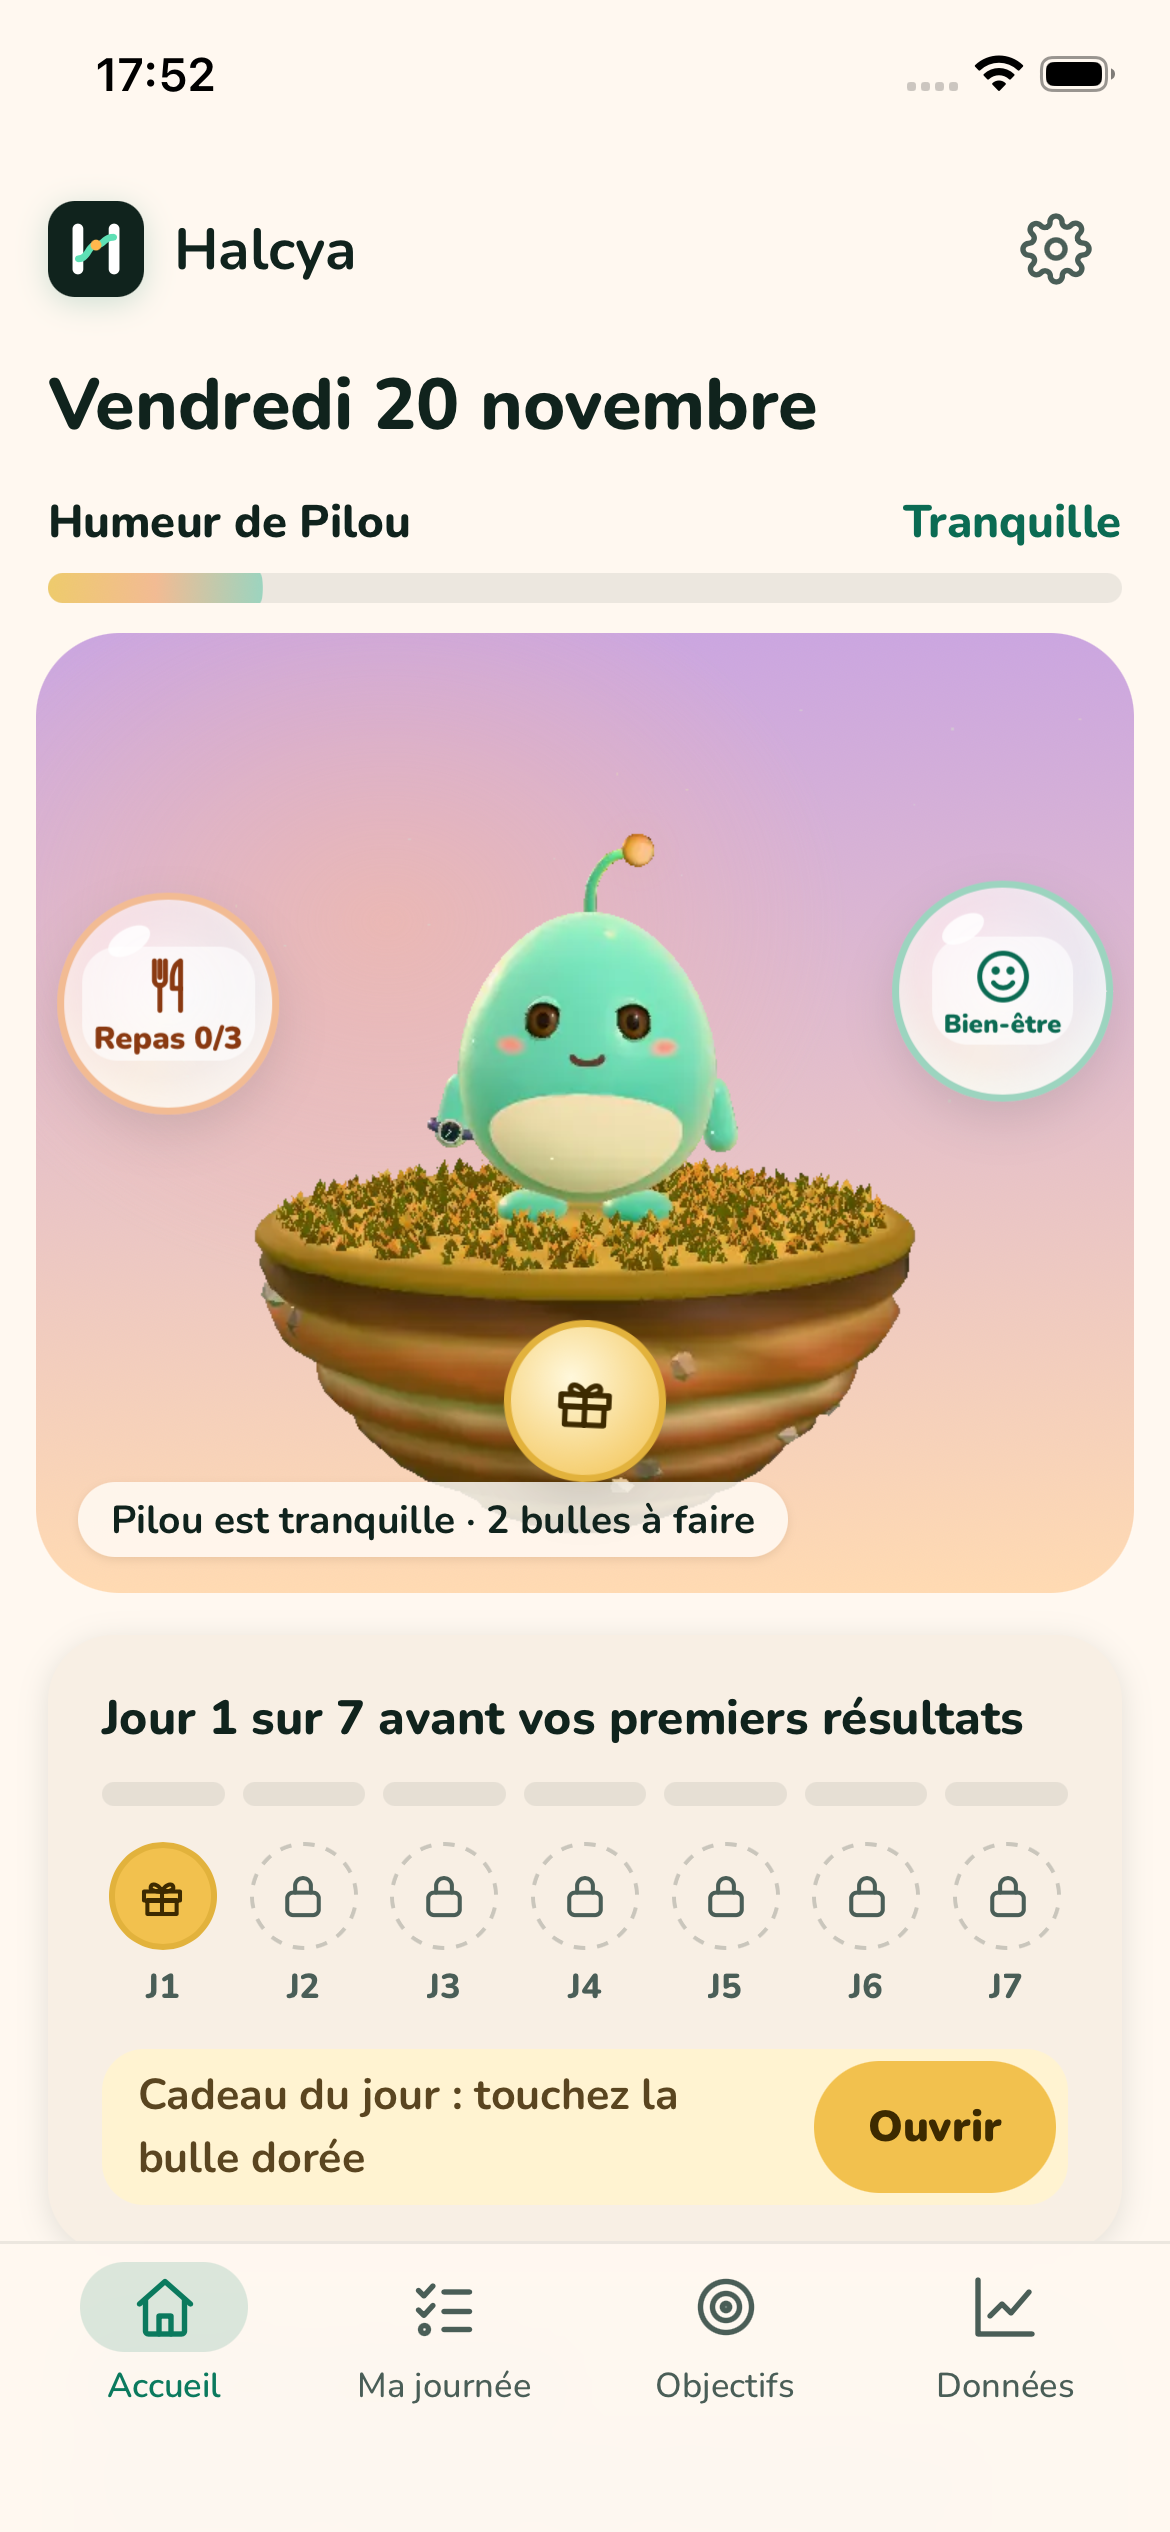 17:52
Halcya
Vendredi 20 novembre
Humeur de Pilou
Tranquille
Repas 0/3
Bien-être
Pilou est tranquille · 2 bulles à faire
Jour 1 sur 7 avant vos premiers résultats
J1
J2
J3
J4
J5
J6
J7
Cadeau du jour : touchez la
bulle dorée
Ouvrir
Accueil
Ma journée
Objectifs
Données